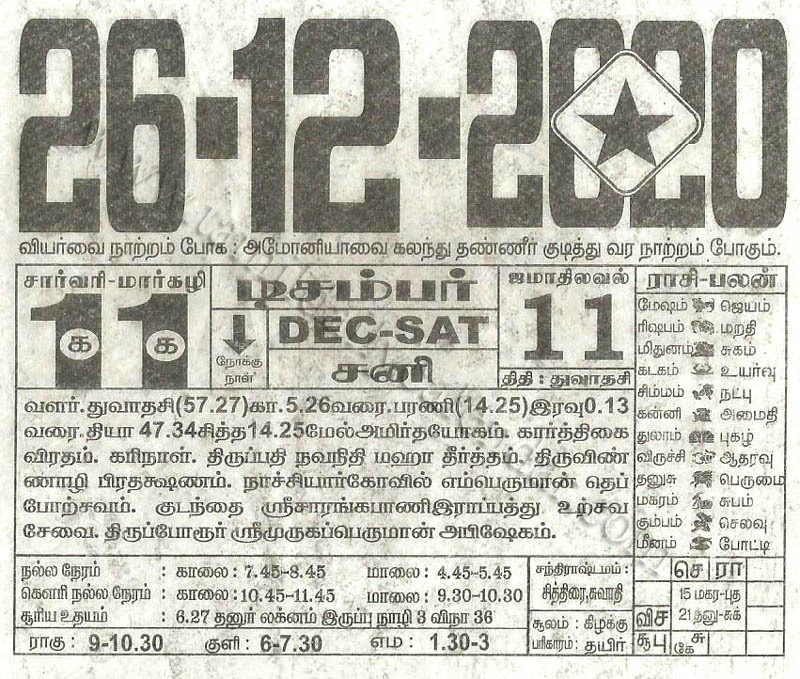 26-12-2020
வியர்வை நாற்றம் போக : அமோனியாவை கலந்து தண்ணீர் குடித்து வர நாற்றம் போகும்.
சார்வரி-மார்கழி
11
க க
நோக்கு
நாள்
டிசம்பர்
DEC-SAT
சனி
ஜமாதிலவல்
11
திதி : துவாதசி
ராசி-பலன்
மேஷம் ஜெயம்
ரிஷபம் மறதி
மிதுனம் சுகம்
கடகம் உயர்வு
சிம்மம் நட்பு
கன்னி அமைதி
துலாம் புகழ்
விருச்சி ஆதரவு
தனுசு பெருமை
மகரம் சுபம்
கும்பம் செலவு
மீனம் போட்டி
வளர். துவாதசி(57.27)கா.5.26வரை. பரணி(14.25)இரவு0.13
வரை. தியா 47.34சித்த14.25மேல்அமிர்தயோகம். கார்த்திகை
விரதம். கரிநாள். திருப்பதி நவநிதி மஹா தீர்த்தம். திருவிண்
ணாழி பிரதக்ஷணம். நாச்சியார்கோவில் எம்பெருமான் தெப்
போற்சவம். குடந்தை ஸ்ரீசாரங்கபாணிஇராப்பத்து உற்சவ
சேவை. திருப்போரூர் ஸ்ரீமுருகப்பெருமான் அபிஷேகம்.
நல்ல நேரம் : காலை: 7.45-8.45 மாலை: 4.45-5.45
கௌரி நல்ல நேரம் : காலை: 10.45-11.45 மாலை: 9.30-10.30
சூரிய உதயம் : 6.27 தனுர் லக்னம் இருப்பு நாழி 3 விநா 36
ராகு: 9-10.30 குளி: 6-7.30 எம: 1.30-3
சந்திராஷ்டமம் :
சித்திரை,சுவாதி
சூலம் : கிழக்கு
பரிகாரம் : தயிர்
செ ரா
15 மகர-புத
21 தனு-சுக்
விச
சூபு
சு
கே